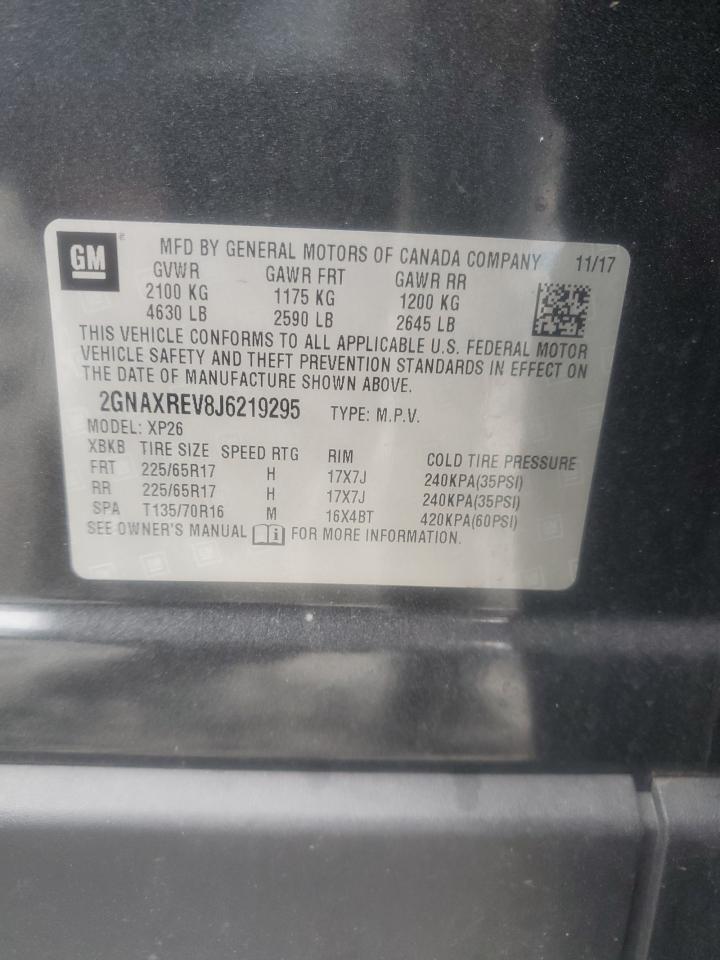 GM MFD BY GENERAL MOTORS OF CANADA COMPANY 11/17
GVWR GAWR FRT GAWR RR
2100 KG 1175 KG 1200 KG
4630 LB 2590 LB 2645 LB
THIS VEHICLE CONFORMS TO ALL APPLICABLE U.S. FEDERAL MOTOR
VEHICLE SAFETY AND THEFT PREVENTION STANDARDS IN EFFECT ON
THE DATE OF MANUFACTURE SHOWN ABOVE.
2GNAXREV8J6219295 TYPE: M.P.V.
MODEL: XP26
XBKB TIRE SIZE SPEED RTG RIM COLD TIRE PRESSURE
FRT 225/65R17 H 17X7J 240KPA(35PSI)
RR 225/65R17 H 17X7J 240KPA(35PSI)
SPA T135/70R16 M 16X4BT 420KPA(60PSI)
SEE OWNER'S MANUAL i FOR MORE INFORMATION.